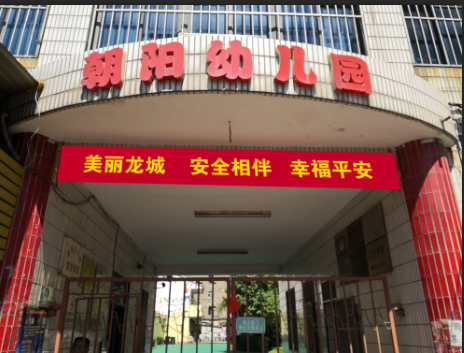 朝阳幼儿园
美丽龙城 安全相伴 幸福平安